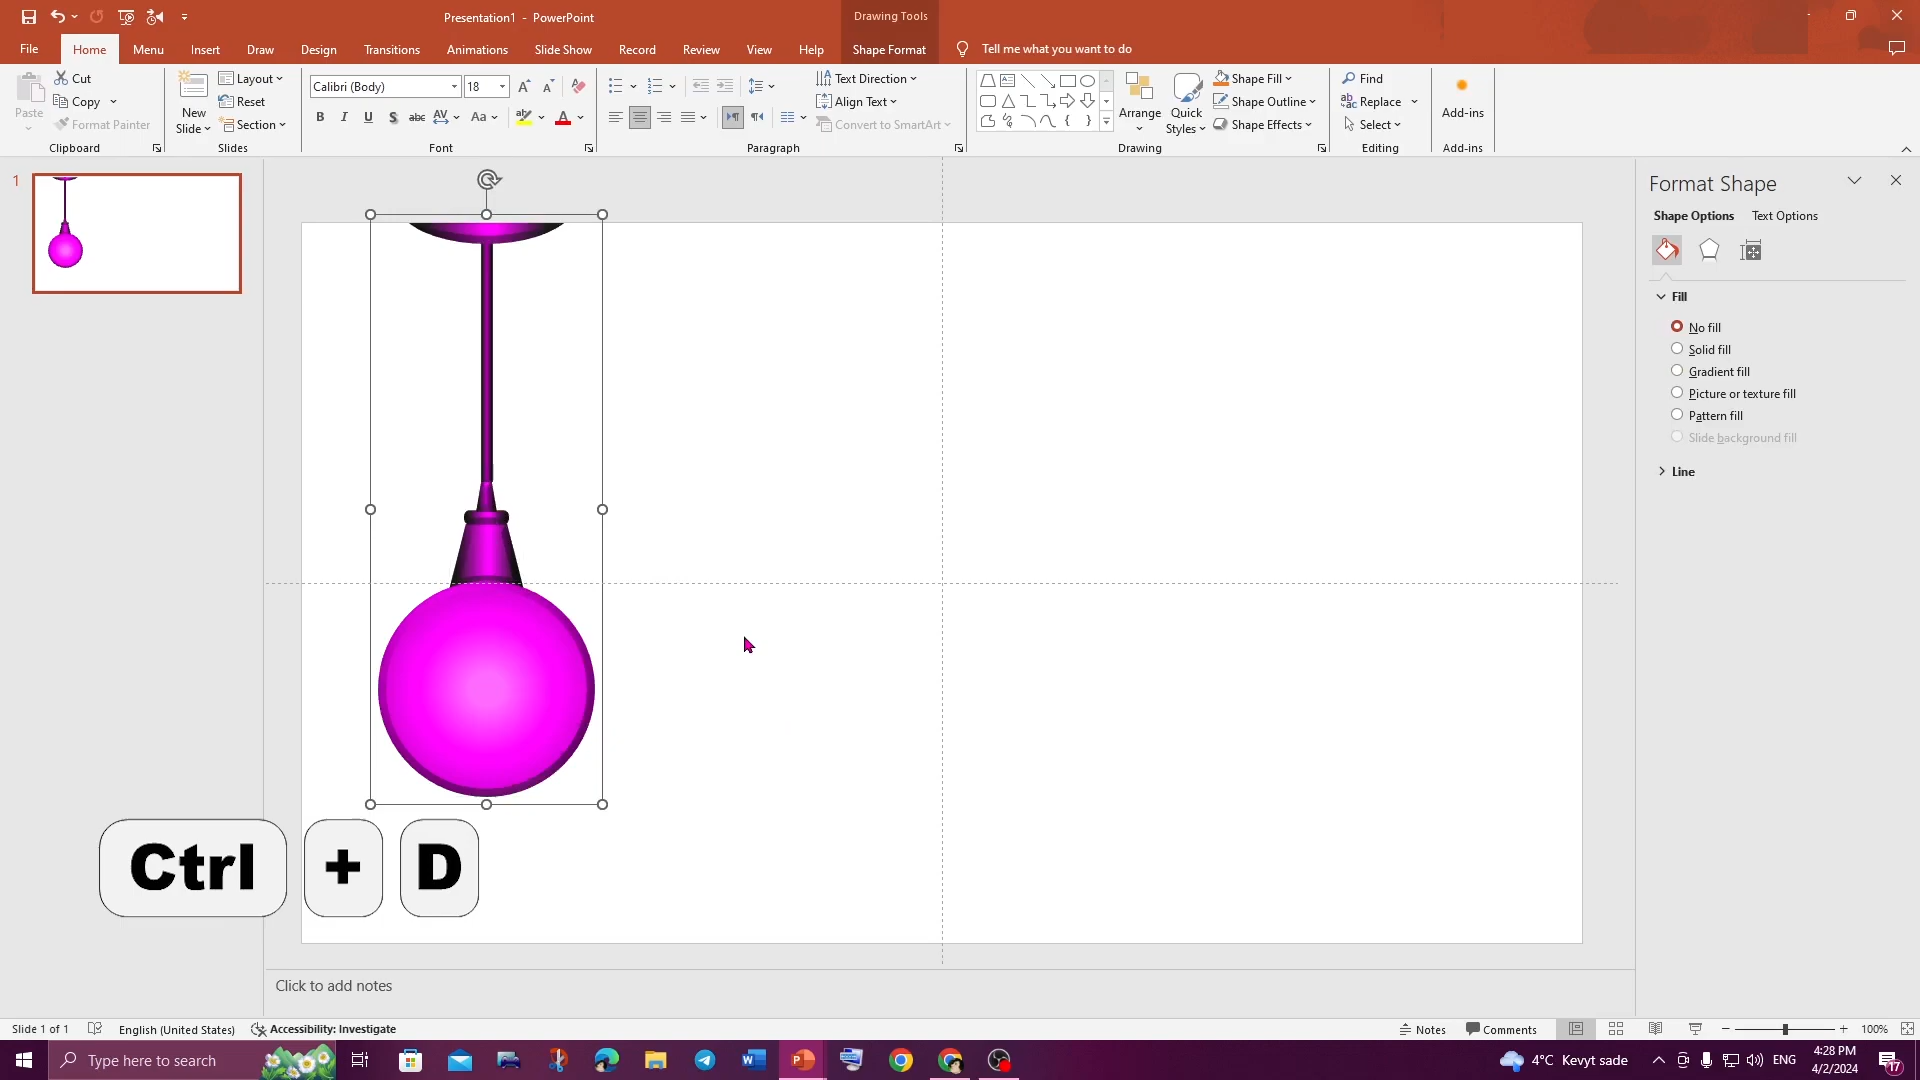 Presentation1 - PowerPoint
Drawing Tools
File Home Menu Insert Draw Design Transitions Animations Slide Show Record Review View Help Shape Format Tell me what you want to do
Paste
Cut
Copy
Format Painter
Clipboard
New
Slide
Layout
Reset
Section
Slides
Calibri (Body) 18
B I U S abc AV Aa A
Font
Text Direction
Align Text
Convert to SmartArt
Paragraph
Arrange
Quick
Styles
Shape Fill
Shape Outline
Shape Effects
Drawing
Find
Replace
Select
Editing
Add-ins
Add-ins
1
Format Shape
Shape Options Text Options
Fill
No fill
Solid fill
Gradient fill
Picture or texture fill
Pattern fill
Slide background fill
Line
Ctrl + D
Click to add notes
Slide 1 of 1 English (United States) Accessibility: Investigate Notes Comments 100%
Type here to search
4°C Kevyt sade ENG
4:28 PM
4/2/2024
17